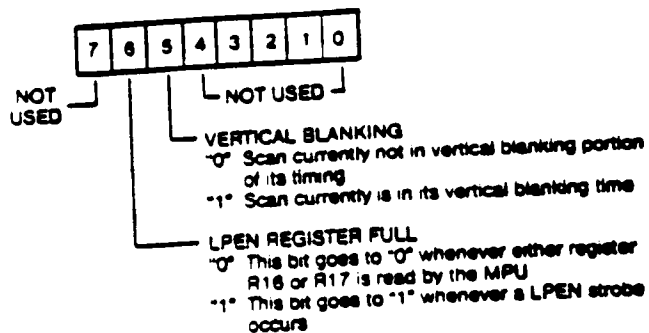 7 6 5 4 3 2 1 0
NOT USED
NOT USED
VERTICAL BLANKING
"0" Scan currently not in vertical blanking portion
of its timing
"1" Scan currently is in its vertical blanking time
LPEN REGISTER FULL
"0" This bit goes to "0" whenever either register
R16 or R17 is read by the MPU
"1" This bit goes to "1" whenever a LPEN strobe
occurs